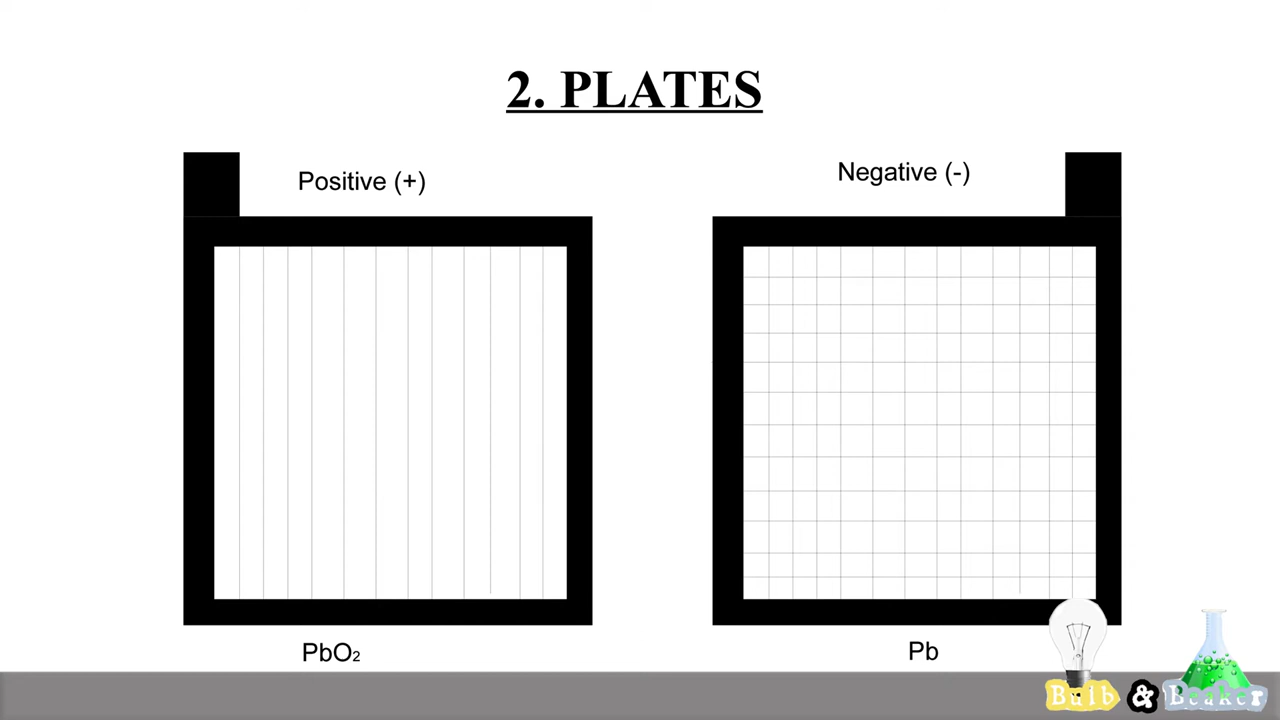 2. PLATES
Positive (+)
Negative (-)
PbO₂
Pb
Bulb & Beaker